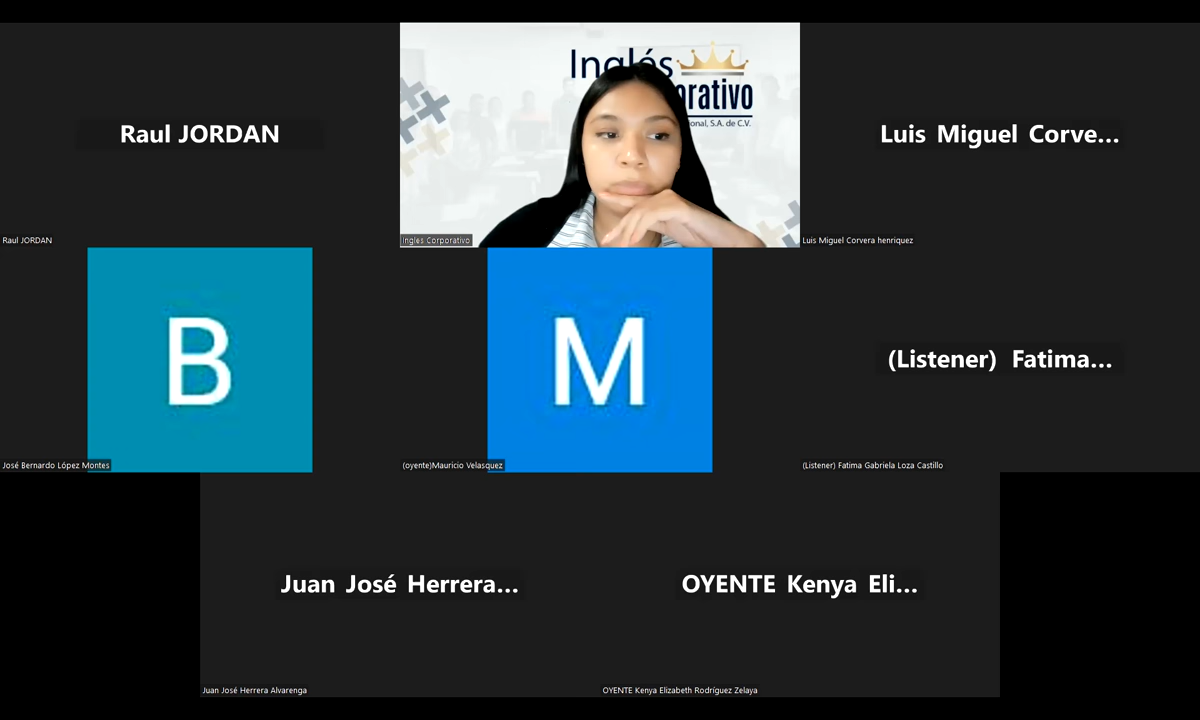 Raul JORDAN
Raul JORDAN
Inglés
orativo
onal, S.A. de C.V.
Ingles Corporativo
Luis Miguel Corve...
Luis Miguel Corvera henriquez
B
José Bernardo López Montes
M
(oyente)Mauricio Velasquez
(Listener) Fatima...
(Listener) Fatima Gabriela Loza Castillo
Juan José Herrera...
Juan José Herrera Alvarenga
OYENTE Kenya Eli...
OYENTE Kenya Elizabeth Rodríguez Zelaya